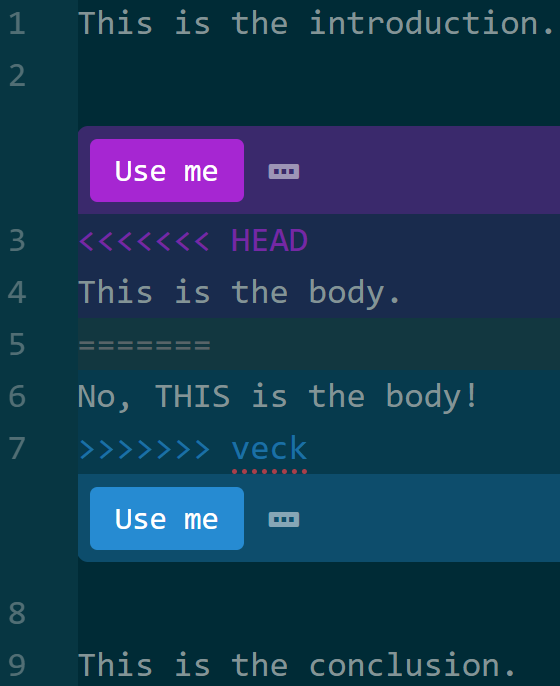 1 This is the introduction.
2
Use me
3 <<<<<<< HEAD
4 This is the body.
5 =======
6 No, THIS is the body!
7 >>>>>>> veck
Use me
8
9 This is the conclusion.